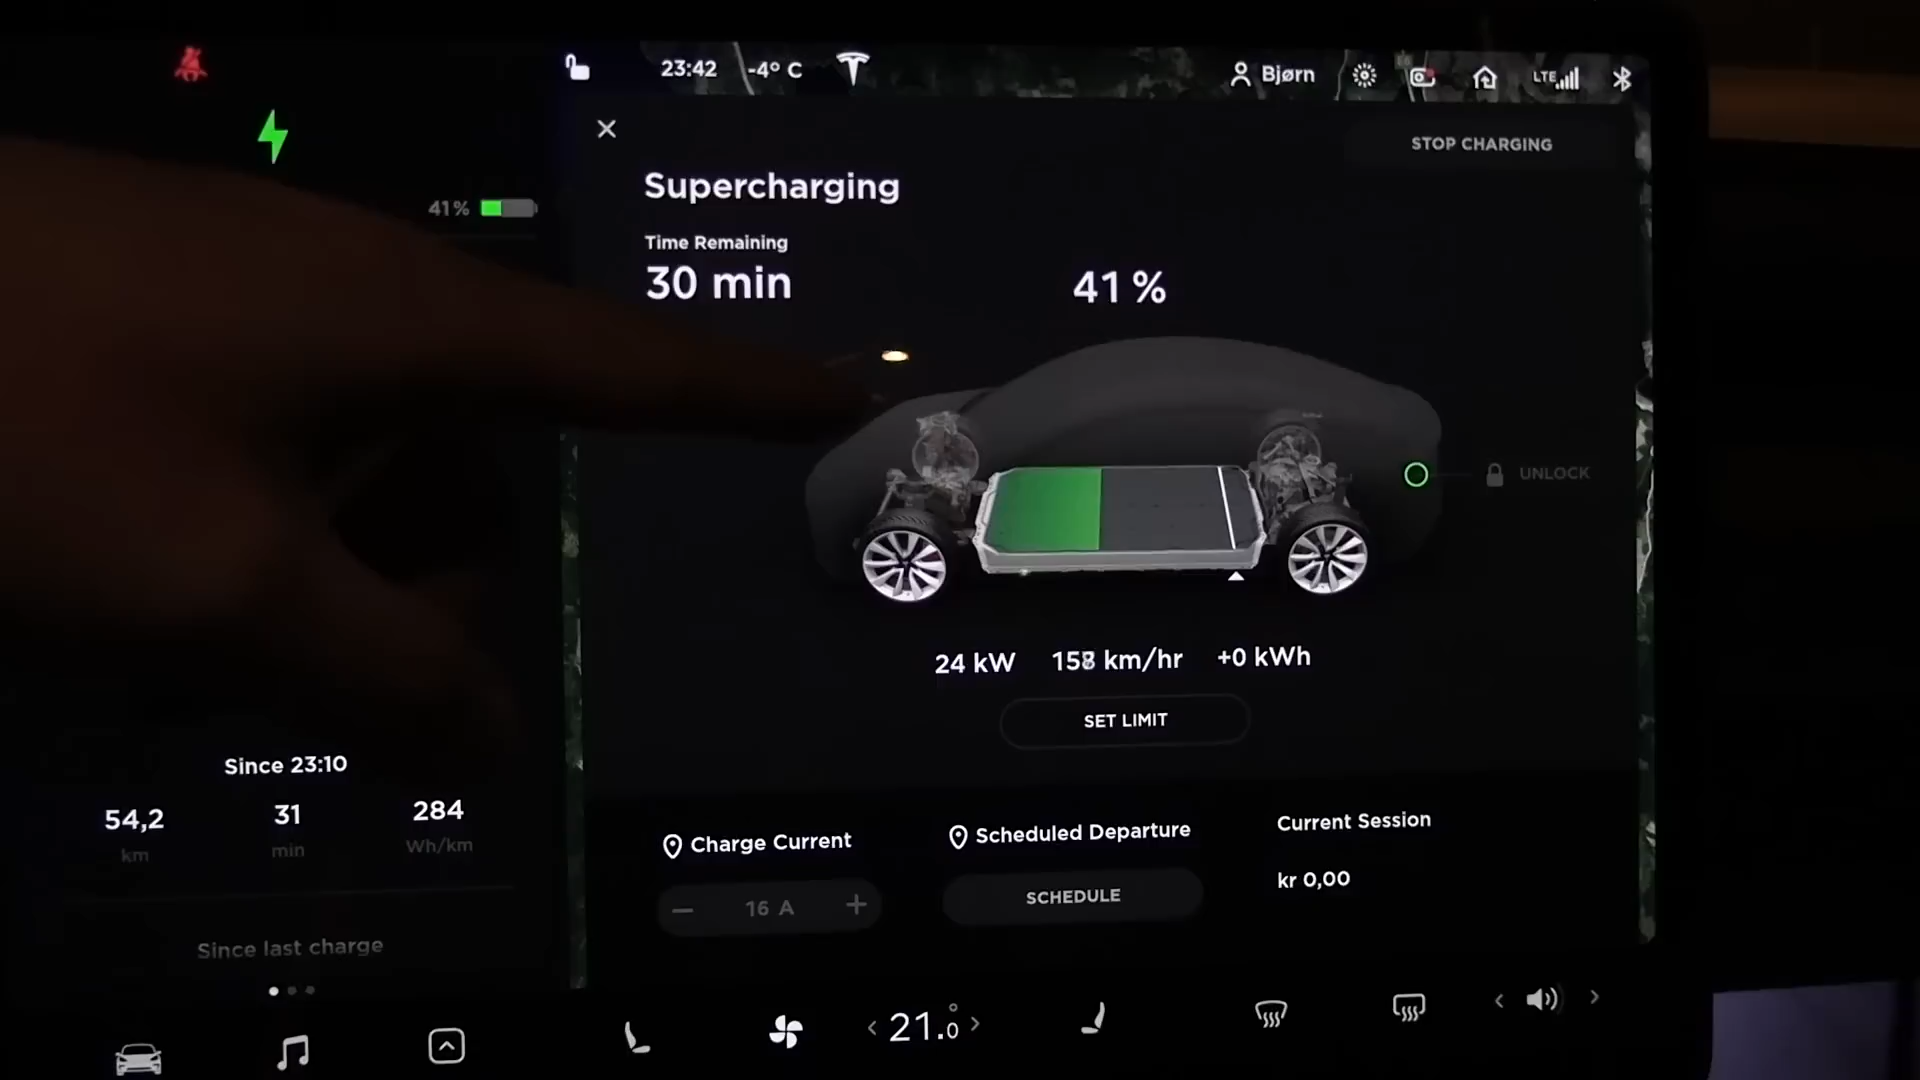 23:42
-4° C
Bjørn
LTE
STOP CHARGING
41%
Supercharging
Time Remaining
30 min
41 %
UNLOCK
24 kW
km/hr
+0 kWh
SET LIMIT
Since 23:10
54,2
31
284
km
min
Wh/km
Charge Current
Scheduled Departure
Current Session
16 A
SCHEDULE
kr 0,00
Since last charge
21.0°